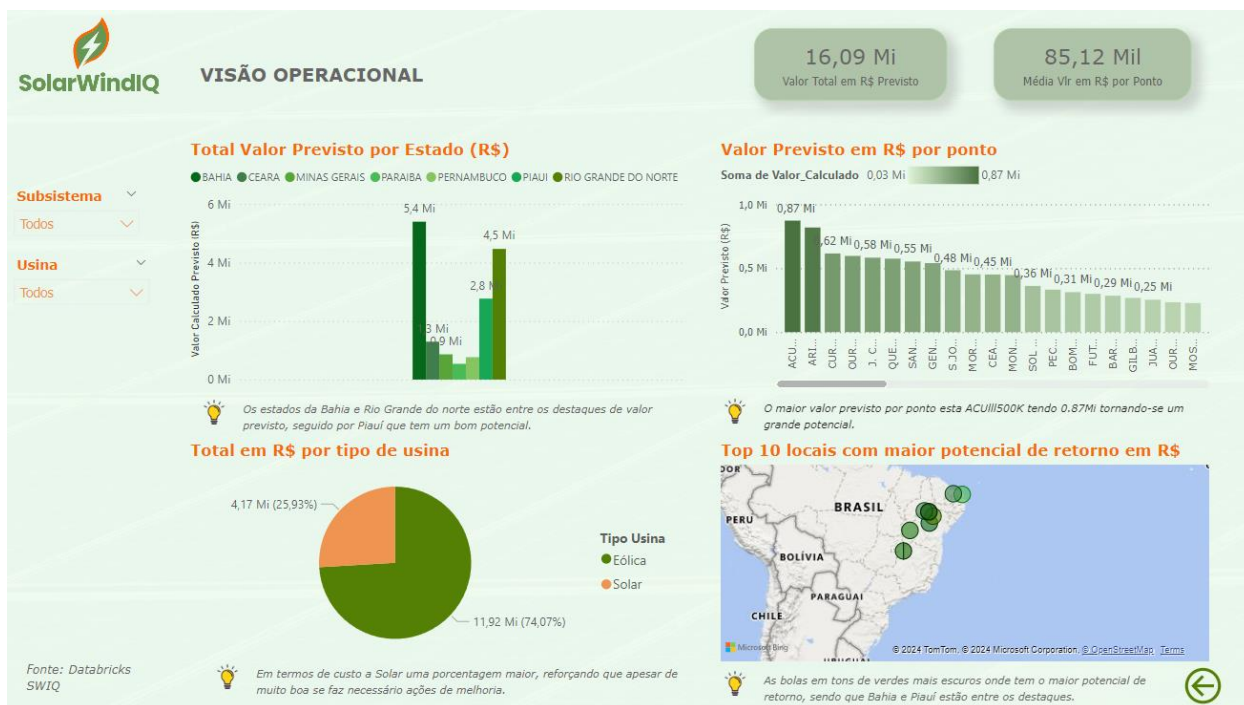 SolarWindIQ
VISÃO OPERACIONAL
16,09 Mi
Valor Total em R$ Previsto
85,12 Mil
Média Vlr em R$ por Ponto
Subsistema
Todos
Usina
Todos
Total Valor Previsto por Estado (R$)
BAHIA CEARA MINAS GERAIS PARAIBA PERNAMBUCO PIAUI RIO GRANDE DO NORTE
Valor Calculado Previsto (R$)
6 Mi
4 Mi
2 Mi
0 Mi
5,4 Mi
4,5 Mi
2,8 M
3 Mi
0,9 Mi
Os estados da Bahia e Rio Grande do norte estão entre os destaques de valor
previsto, seguido por Piauí que tem um bom potencial.
Valor Previsto em R$ por ponto
Soma de Valor_Calculado 0,03 Mi 0,87 Mi
Valor Previsto (R$)
1,0 Mi
0,5 Mi
0,0 Mi
0,87 Mi
0,62 Mi
0,58 Mi
0,55 Mi
0,48 Mi
0,45 Mi
0,36 Mi
0,31 Mi
0,29 Mi
0,25 Mi
ACU...
ARI...
CUR...
OUR...
J. C...
QUE...
SAN...
GEN...
S.JO...
MOR...
CEA...
MON...
SOL ...
PEC...
BOM...
FUT...
BAR...
GILB...
JUA...
OUR...
MOS...
O maior valor previsto por ponto esta ACUlll500K tendo 0.87Mi tornando-se um
grande potencial.
Total em R$ por tipo de usina
4,17 Mi (25,93%)
11,92 Mi (74,07%)
Tipo Usina
Eólica
Solar
Em termos de custo a Solar uma porcentagem maior, reforçando que apesar de
muito boa se faz necessário ações de melhoria.
Top 10 locais com maior potencial de retorno em R$
DOR
BRASIL
PERU
BOLÍVIA
PARAGUAI
CHILE
URUGUAI
Microsoft Bing
© 2024 TomTom, © 2024 Microsoft Corporation, © OpenStreetMap Terms
As bolas em tons de verdes mais escuros onde tem o maior potencial de
retorno, sendo que Bahia e Piauí estão entre os destaques.
Fonte: Databricks
SWIQ